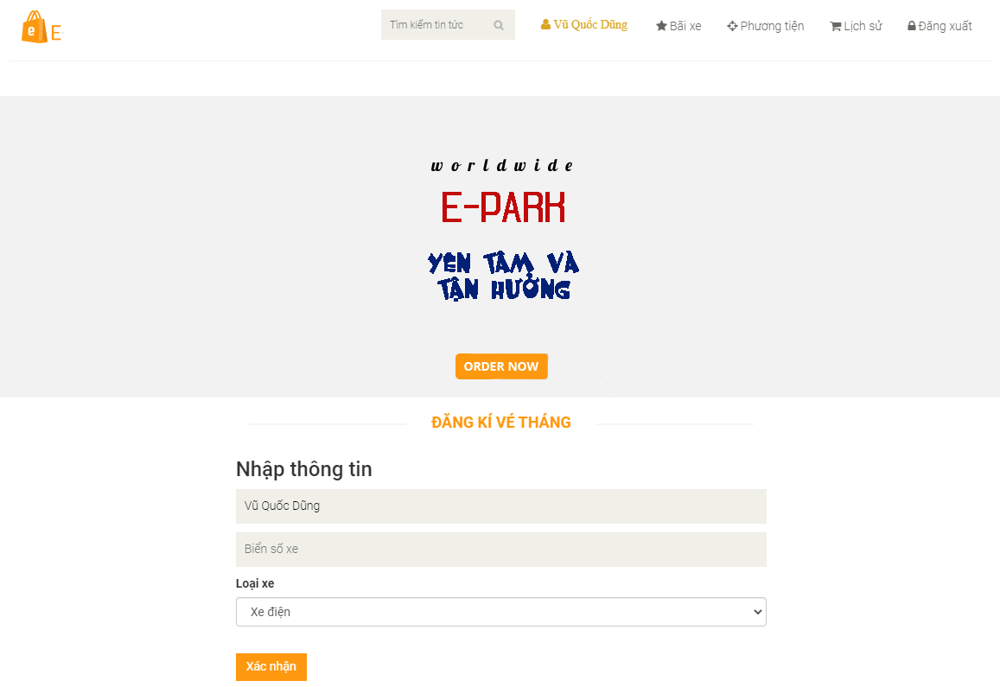 e E-
Tìm kiếm tin tức
Vũ Quốc Dũng
Bãi xe
Phương tiện
Lịch sử
Đăng xuất
worldwide
E-PARK
YÊN TÂM VÀ
TẬN HƯỞNG
ORDER NOW
ĐĂNG KÍ VÉ THÁNG
Nhập thông tin
Vũ Quốc Dũng
Biển số xe
Loại xe
Xe điện
Xác nhận